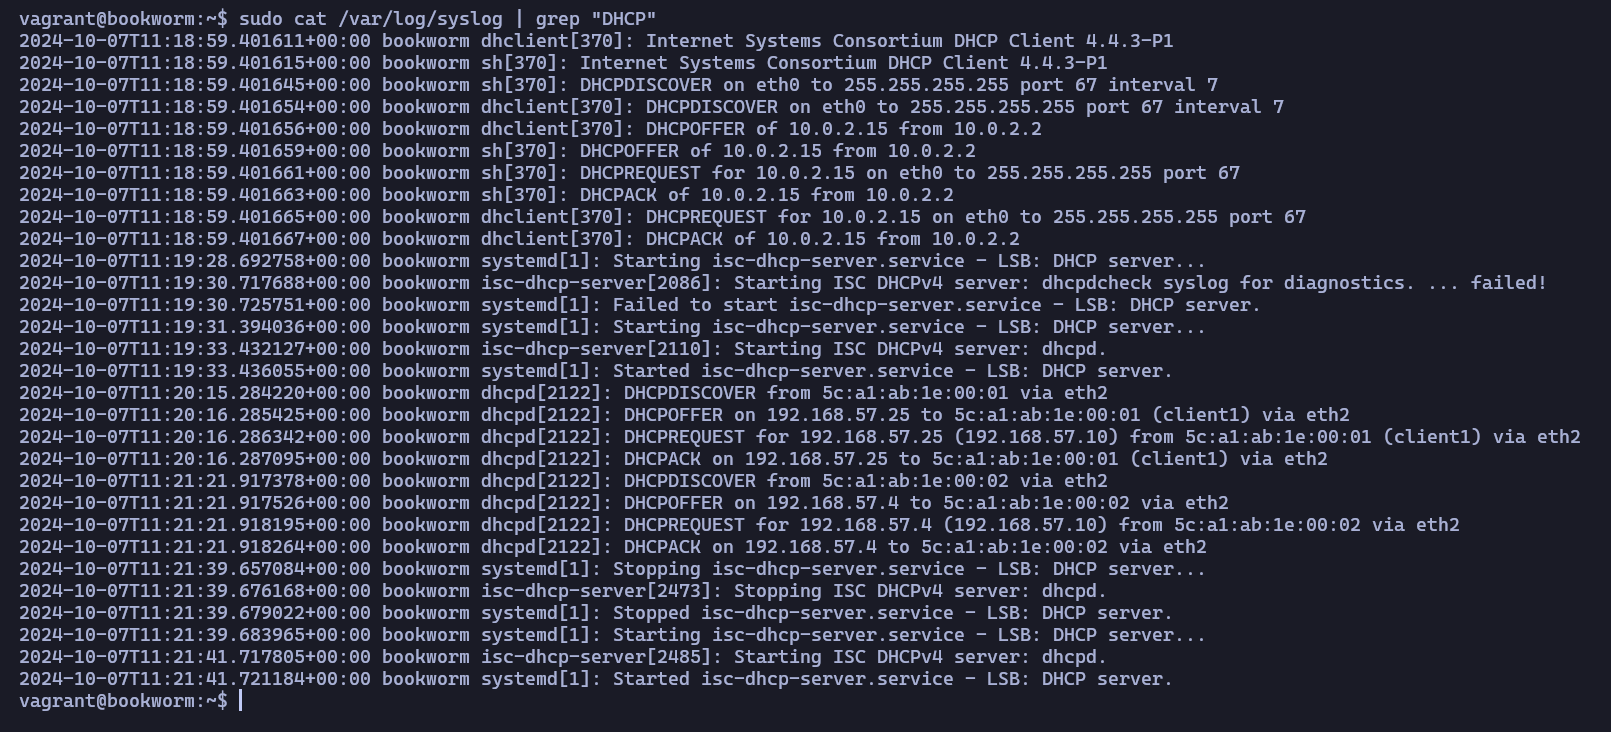 vagrant@bookworm:~$ sudo cat /var/log/syslog | grep "DHCP"
2024-10-07T11:18:59.401611+00:00 bookworm dhclient[370]: Internet Systems Consortium DHCP Client 4.4.3-P1
2024-10-07T11:18:59.401615+00:00 bookworm sh[370]: Internet Systems Consortium DHCP Client 4.4.3-P1
2024-10-07T11:18:59.401645+00:00 bookworm sh[370]: DHCPDISCOVER on eth0 to 255.255.255.255 port 67 interval 7
2024-10-07T11:18:59.401654+00:00 bookworm dhclient[370]: DHCPDISCOVER on eth0 to 255.255.255.255 port 67 interval 7
2024-10-07T11:18:59.401656+00:00 bookworm dhclient[370]: DHCPOFFER of 10.0.2.15 from 10.0.2.2
2024-10-07T11:18:59.401659+00:00 bookworm sh[370]: DHCPOFFER of 10.0.2.15 from 10.0.2.2
2024-10-07T11:18:59.401661+00:00 bookworm sh[370]: DHCPREQUEST for 10.0.2.15 on eth0 to 255.255.255.255 port 67
2024-10-07T11:18:59.401663+00:00 bookworm sh[370]: DHCPACK of 10.0.2.15 from 10.0.2.2
2024-10-07T11:18:59.401665+00:00 bookworm dhclient[370]: DHCPREQUEST for 10.0.2.15 on eth0 to 255.255.255.255 port 67
2024-10-07T11:18:59.401667+00:00 bookworm dhclient[370]: DHCPACK of 10.0.2.15 from 10.0.2.2
2024-10-07T11:19:28.692758+00:00 bookworm systemd[1]: Starting isc-dhcp-server.service - LSB: DHCP server...
2024-10-07T11:19:30.717688+00:00 bookworm isc-dhcp-server[2086]: Starting ISC DHCPv4 server: dhcpdcheck syslog for diagnostics. ... failed!
2024-10-07T11:19:30.725751+00:00 bookworm systemd[1]: Failed to start isc-dhcp-server.service - LSB: DHCP server.
2024-10-07T11:19:31.394036+00:00 bookworm systemd[1]: Starting isc-dhcp-server.service - LSB: DHCP server...
2024-10-07T11:19:33.432127+00:00 bookworm isc-dhcp-server[2110]: Starting ISC DHCPv4 server: dhcpd.
2024-10-07T11:19:33.436055+00:00 bookworm systemd[1]: Started isc-dhcp-server.service - LSB: DHCP server.
2024-10-07T11:20:15.284220+00:00 bookworm dhcpd[2122]: DHCPDISCOVER from 5c:a1:ab:1e:00:01 via eth2
2024-10-07T11:20:16.285425+00:00 bookworm dhcpd[2122]: DHCPOFFER on 192.168.57.25 to 5c:a1:ab:1e:00:01 (client1) via eth2
2024-10-07T11:20:16.286342+00:00 bookworm dhcpd[2122]: DHCPREQUEST for 192.168.57.25 (192.168.57.10) from 5c:a1:ab:1e:00:01 (client1) via eth2
2024-10-07T11:20:16.287095+00:00 bookworm dhcpd[2122]: DHCPACK on 192.168.57.25 to 5c:a1:ab:1e:00:01 (client1) via eth2
2024-10-07T11:21:21.917378+00:00 bookworm dhcpd[2122]: DHCPDISCOVER from 5c:a1:ab:1e:00:02 via eth2
2024-10-07T11:21:21.917526+00:00 bookworm dhcpd[2122]: DHCPOFFER on 192.168.57.4 to 5c:a1:ab:1e:00:02 via eth2
2024-10-07T11:21:21.918195+00:00 bookworm dhcpd[2122]: DHCPREQUEST for 192.168.57.4 (192.168.57.10) from 5c:a1:ab:1e:00:02 via eth2
2024-10-07T11:21:21.918264+00:00 bookworm dhcpd[2122]: DHCPACK on 192.168.57.4 to 5c:a1:ab:1e:00:02 via eth2
2024-10-07T11:21:39.657084+00:00 bookworm systemd[1]: Stopping isc-dhcp-server.service - LSB: DHCP server...
2024-10-07T11:21:39.676168+00:00 bookworm isc-dhcp-server[2473]: Stopping ISC DHCPv4 server: dhcpd.
2024-10-07T11:21:39.679022+00:00 bookworm systemd[1]: Stopped isc-dhcp-server.service - LSB: DHCP server.
2024-10-07T11:21:39.683965+00:00 bookworm systemd[1]: Starting isc-dhcp-server.service - LSB: DHCP server...
2024-10-07T11:21:41.717805+00:00 bookworm isc-dhcp-server[2485]: Starting ISC DHCPv4 server: dhcpd.
2024-10-07T11:21:41.721184+00:00 bookworm systemd[1]: Started isc-dhcp-server.service - LSB: DHCP server.
vagrant@bookworm:~$